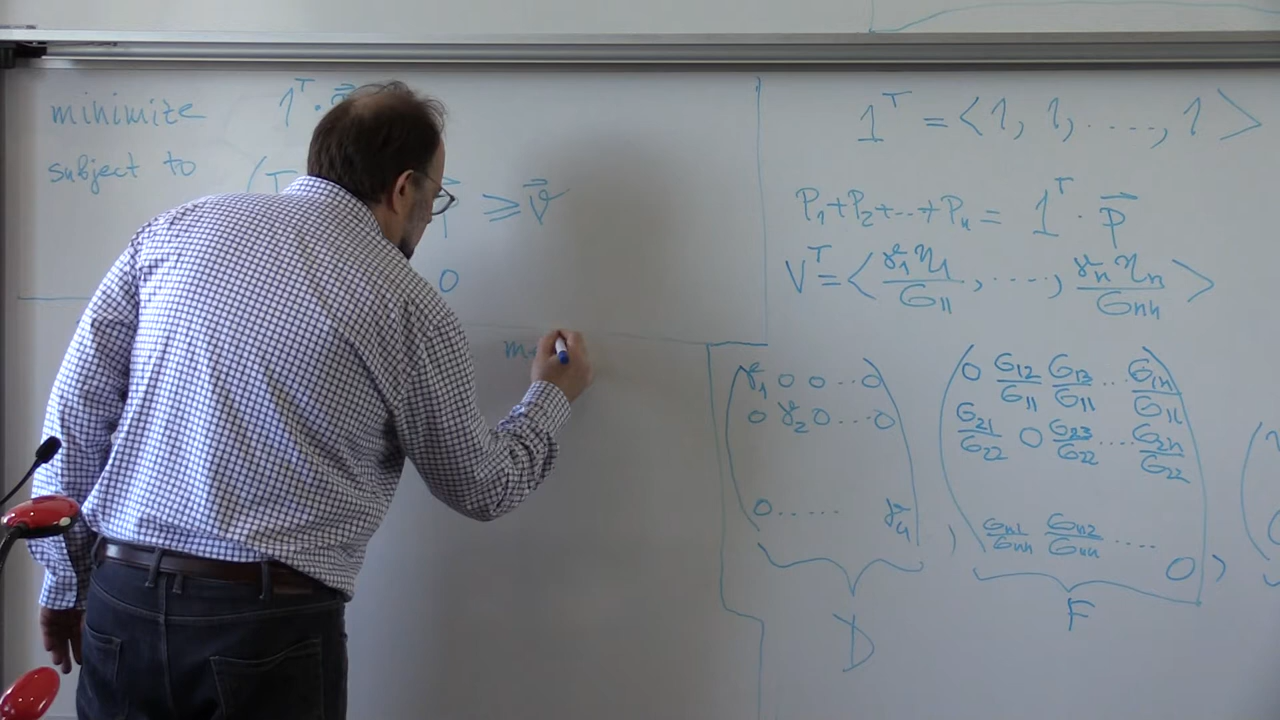 minimize 1ᵀ ·
subject to (I
≥ v⃗
0
m
1ᵀ = <1, 1, ...., 1>
P₁+P₂+...+Pₙ = 1ᵀ · p⃗
Vᵀ = <γ₁η₁/G₁₁, ...., γₙηₙ/Gₙₙ>
γ₁ 0 0 ..0
0 γ₂ 0 ...0
0...... γₙ ,
D
0 G₁₂/G₁₁ G₁₃/G₁₁ ... G₁ₙ/G₁₁
G₂₁/G₂₂ 0 G₂₃/G₂₂ .... G₂ₙ/G₂₂
Gₙ₁/Gₙₙ Gₙ₂/Gₙₙ .... 0 ,
F